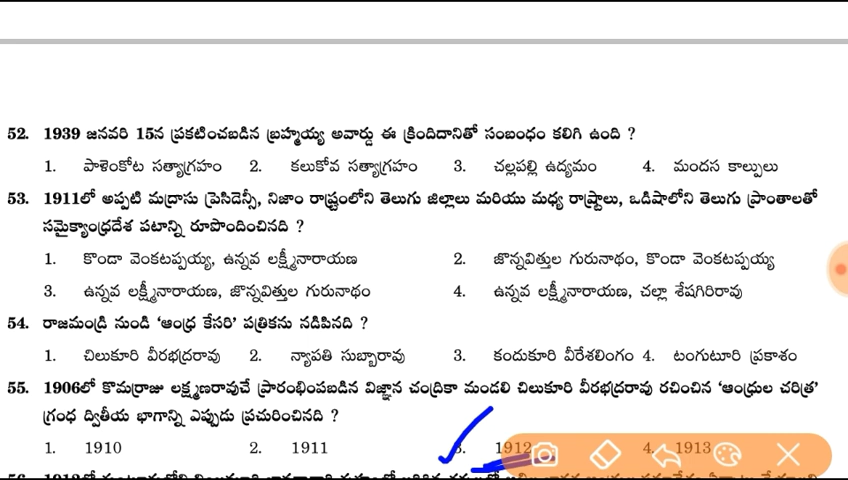 52. 1939 జనవరి 15న ప్రకటించబడిన బ్రహ్మయ్య అవార్డు ఈ క్రిందిదానితో సంబంధం కలిగి ఉంది ?
1. పాళెంకోట సత్యాగ్రహం 2. కలుకోవ సత్యాగ్రహం 3. చల్లపల్లి ఉద్యమం 4. మందస కాల్పులు
53. 1911లో అప్పటి మద్రాసు ప్రెసిడెన్సీ, నిజాం రాష్ట్రంలోని తెలుగు జిల్లాలు మరియు మధ్య రాష్ట్రాలు, ఒడిషాలోని తెలుగు ప్రాంతాలతో
సమైక్యాంధ్రదేశ పటాన్ని రూపొందించినది ?
1. కొండా వెంకటప్పయ్య, ఉన్నవ లక్ష్మీనారాయణ 2. జొన్నవిత్తుల గురునాథం, కొండా వెంకటప్పయ్య
3. ఉన్నవ లక్ష్మీనారాయణ, జొన్నవిత్తుల గురునాథం 4. ఉన్నవ లక్ష్మీనారాయణ, చల్లా శేషగిరిరావు
54. రాజమండ్రి నుండి ‘ఆంధ్ర కేసరి’ పత్రికను నడిపినది ?
1. చిలుకూరి వీరభద్రరావు 2. న్యాపతి సుబ్బారావు 3. కందుకూరి వీరేశలింగం 4. టంగుటూరి ప్రకాశం
55. 1906లో కొమర్రాజు లక్ష్మణరావుచే ప్రారంభింపబడిన విజ్ఞాన చంద్రికా మండలి చిలుకూరి వీరభద్రరావు రచించిన ‘ఆంధ్రుల చరిత్ర’
గ్రంధ ద్వితీయ భాగాన్ని ఎప్పుడు ప్రచురించినది ?
1. 1910 2. 1911 3. 1912 4. 1913